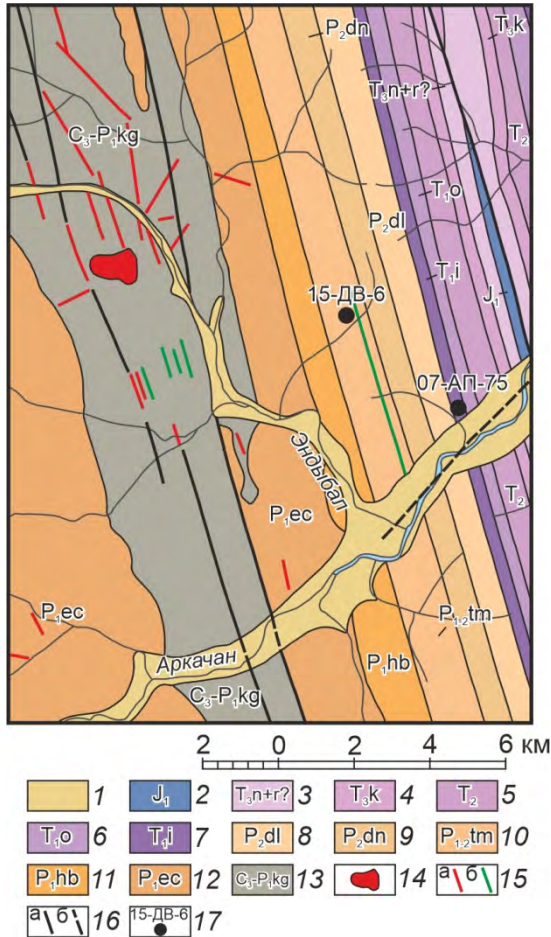 P₂dn
T₃k
C₃-P₁kg
T₃n+r?
T₂
T₁o
P₂dl
T₁i
15-ДВ-6
J₁
07-АП-75
Эндыбал
T₂
P₁ec
P₁ec
P₁₋₂tm
Аркачан
P₁hb
C₃-P₁kg
2 0 2 4 6 км
1 J₁ 2 T₃n+r? 3 T₃k 4 T₂ 5
T₁o 6 T₁i 7 P₂dl 8 P₂dn 9 P₁₋₂tm 10
P₁hb 11 P₁ec 12 C₃-P₁kg 13 14 а б 15
а б 16 15-ДВ-6 17